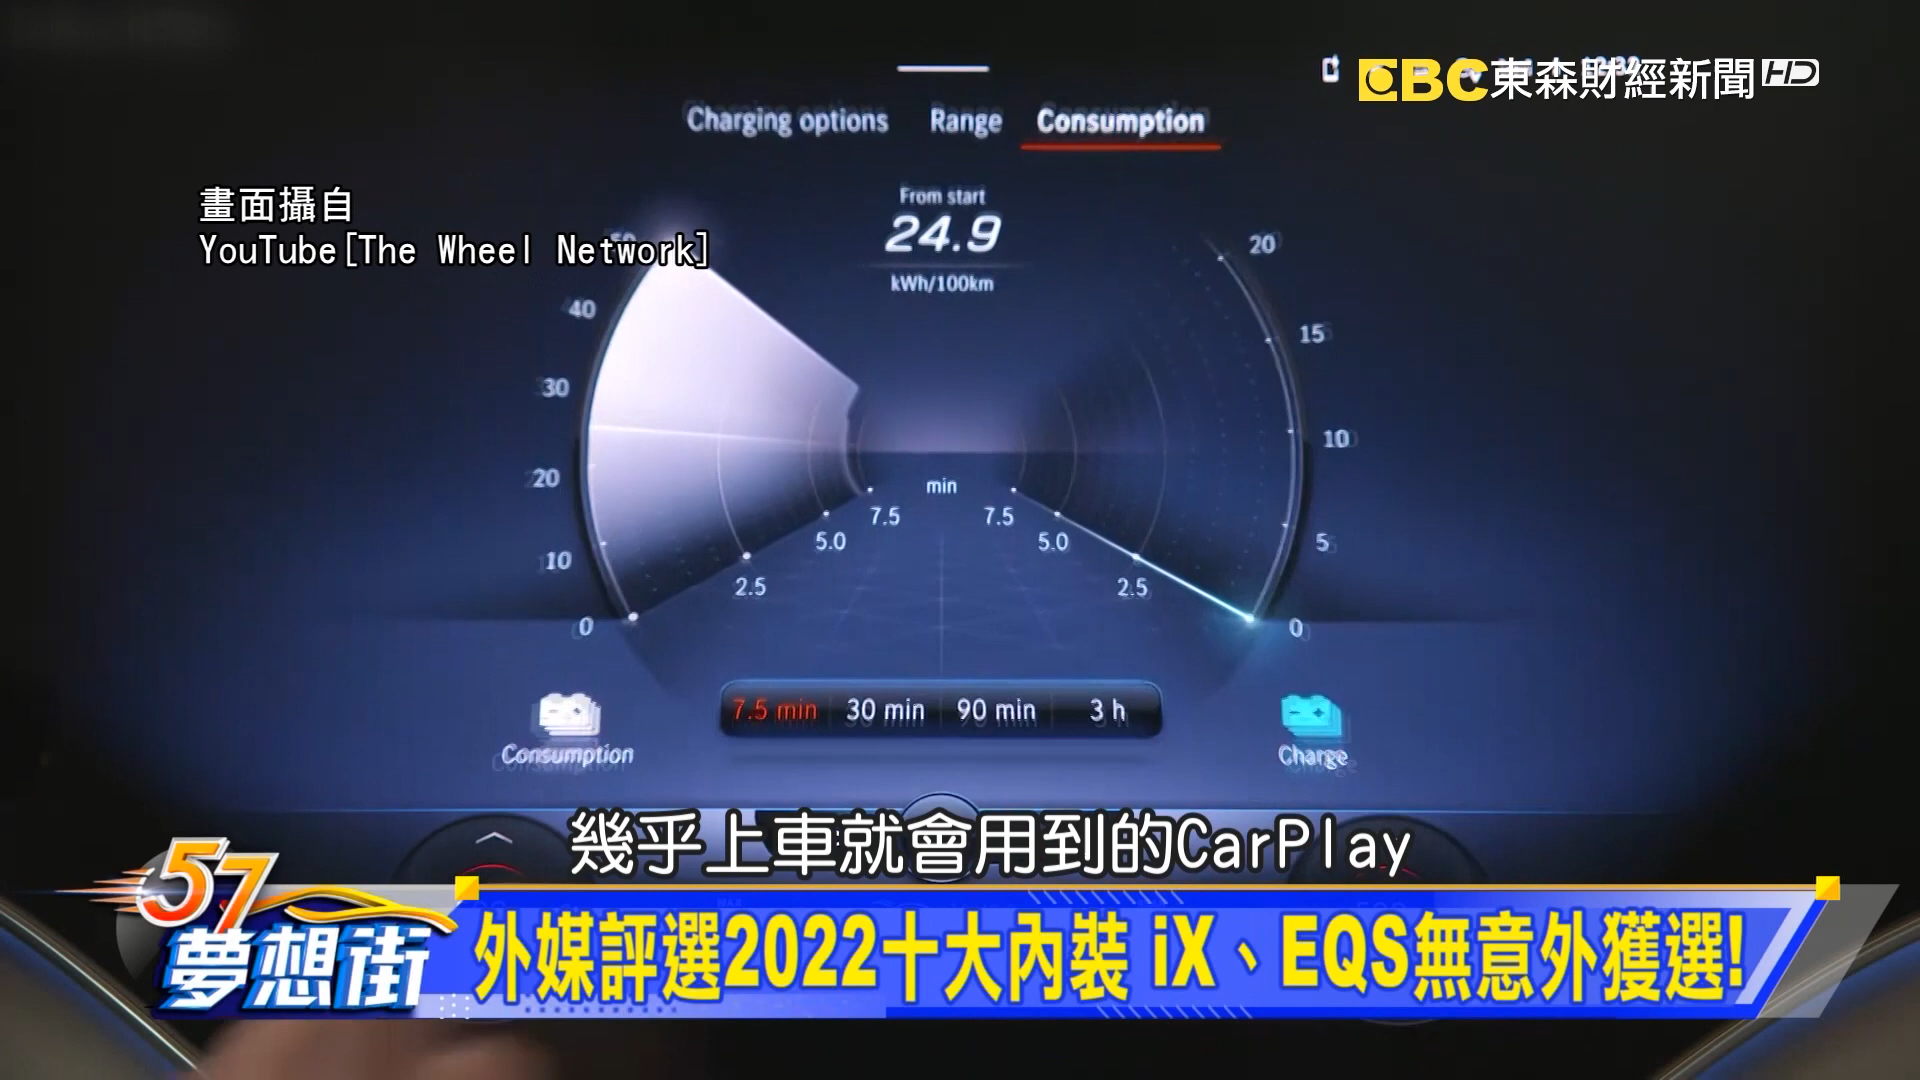 EBC東森財經新聞HD
Charging options Range Consumption
畫面攝自
YouTube[The Wheel Network]
From start
24.9
kWh/100km
40
30
20
10
0
20
15
10
5
0
min
7.5 7.5
5.0 5.0
2.5 2.5
7.5 min 30 min 90 min 3 h
Consumption
Charge
幾乎上車就會用到的CarPlay
57夢想街
外媒評選2022十大內裝 iX、EQS無意外獲選!